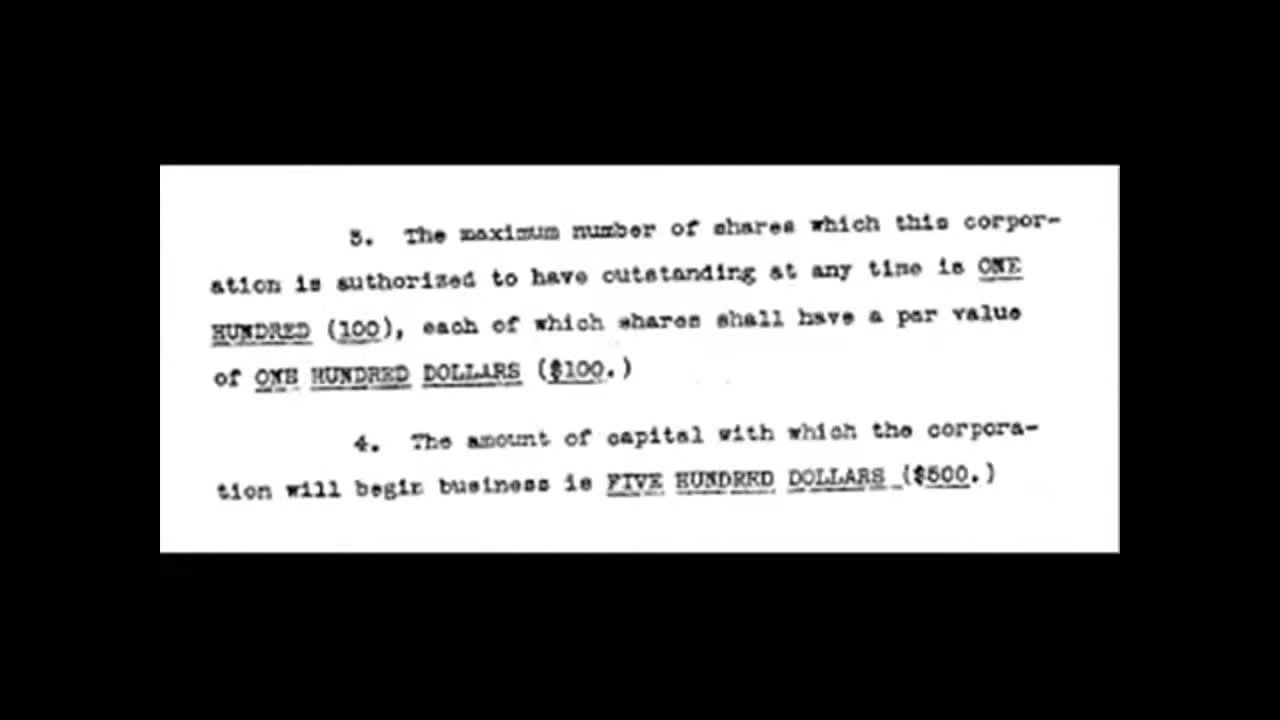 3. The maximum number of shares which this corpor-
ation is authorized to have outstanding at any time is ONE
HUNDRED (100), each of which shares shall have a par value
of ONE HUNDRED DOLLARS ($100.)
4. The amount of capital with which the corpora-
tion will begin business is FIVE HUNDRED DOLLARS ($500.)